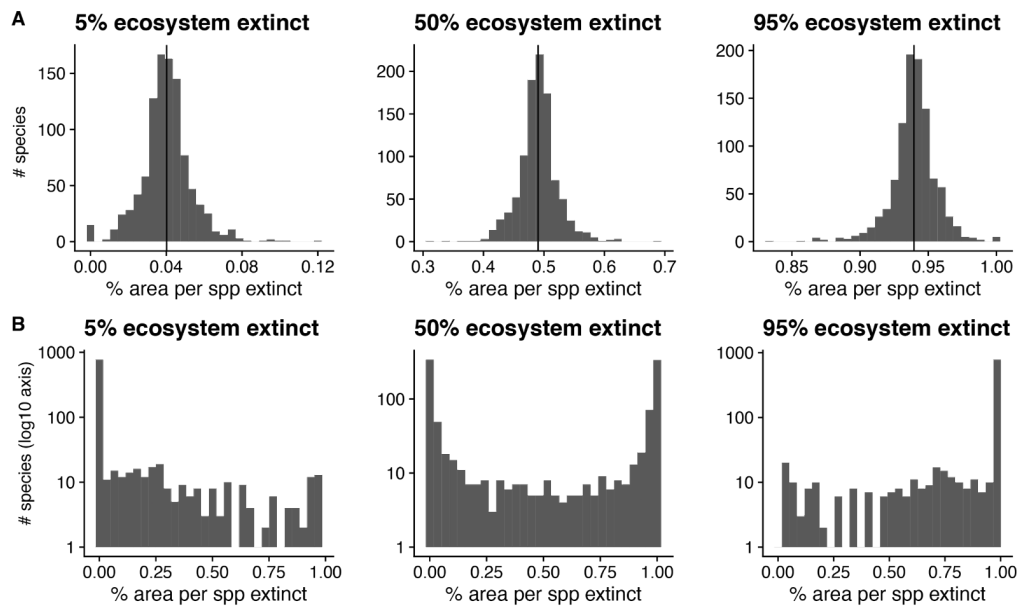 A
5% ecosystem extinct
50% ecosystem extinct
95% ecosystem extinct
# species
150
100
50
0
0.00 0.04 0.08 0.12
% area per spp extinct
200
150
100
50
0
0.3 0.4 0.5 0.6 0.7
% area per spp extinct
200
150
100
50
0
0.85 0.90 0.95 1.00
% area per spp extinct
B
5% ecosystem extinct
50% ecosystem extinct
95% ecosystem extinct
# species (log10 axis)
1000
100
10
1
0.00 0.25 0.50 0.75 1.00
% area per spp extinct
100
10
1
0.00 0.25 0.50 0.75 1.00
% area per spp extinct
1000
100
10
1
0.00 0.25 0.50 0.75 1.00
% area per spp extinct